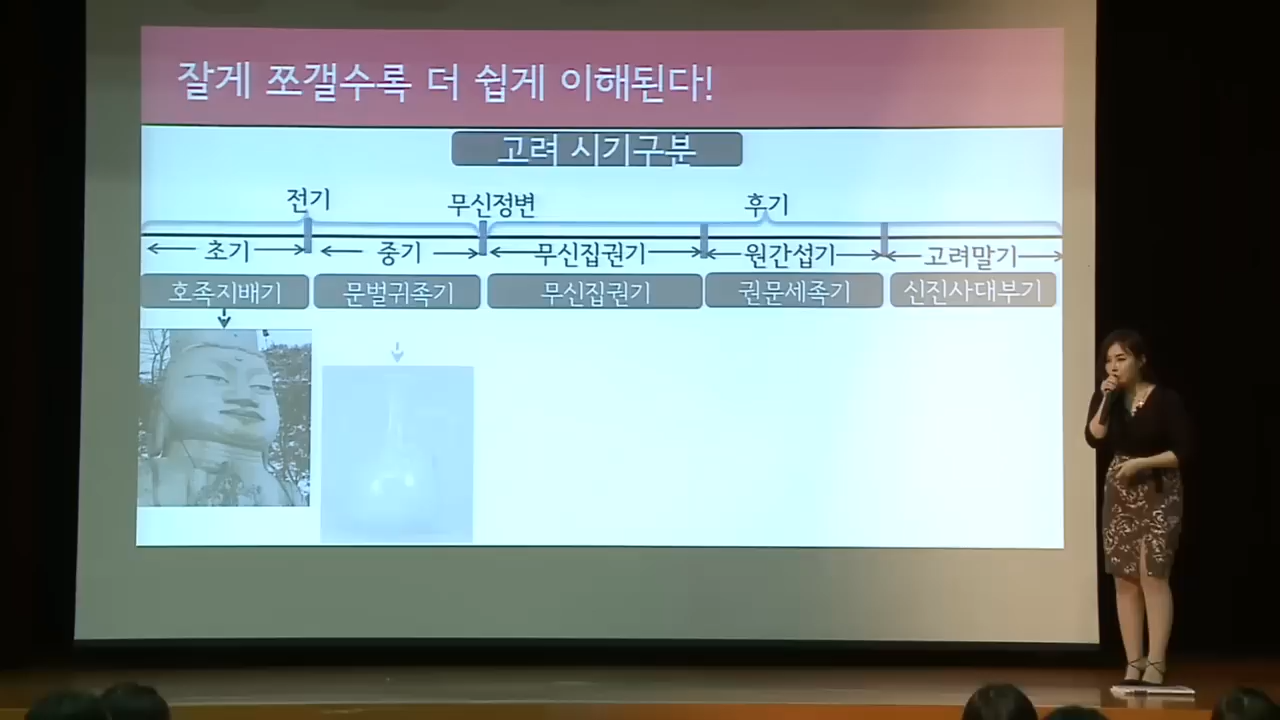 잘게 쪼갤수록 더 쉽게 이해된다!
고려 시기구분
전기 무신정변 후기
초기 중기 무신집권기 원간섭기 고려말기
호족지배기 문벌귀족기 무신집권기 권문세족기 신진사대부기